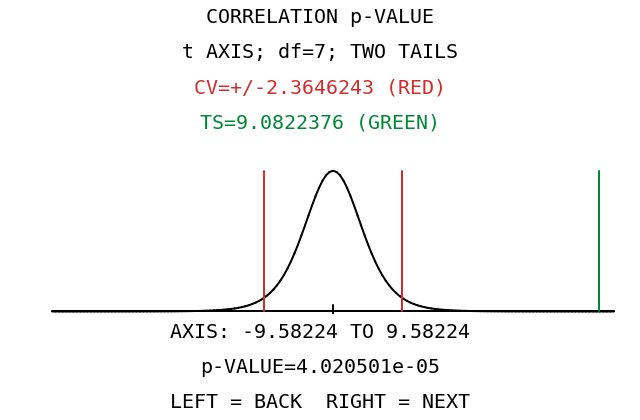 CORRELATION p-VALUE
t AXIS; df=7; TWO TAILS
CV=+/-2.3646243 (RED)
TS=9.0822376 (GREEN)
AXIS: -9.58224 TO 9.58224
p-VALUE=4.020501e-05
LEFT = BACK  RIGHT = NEXT